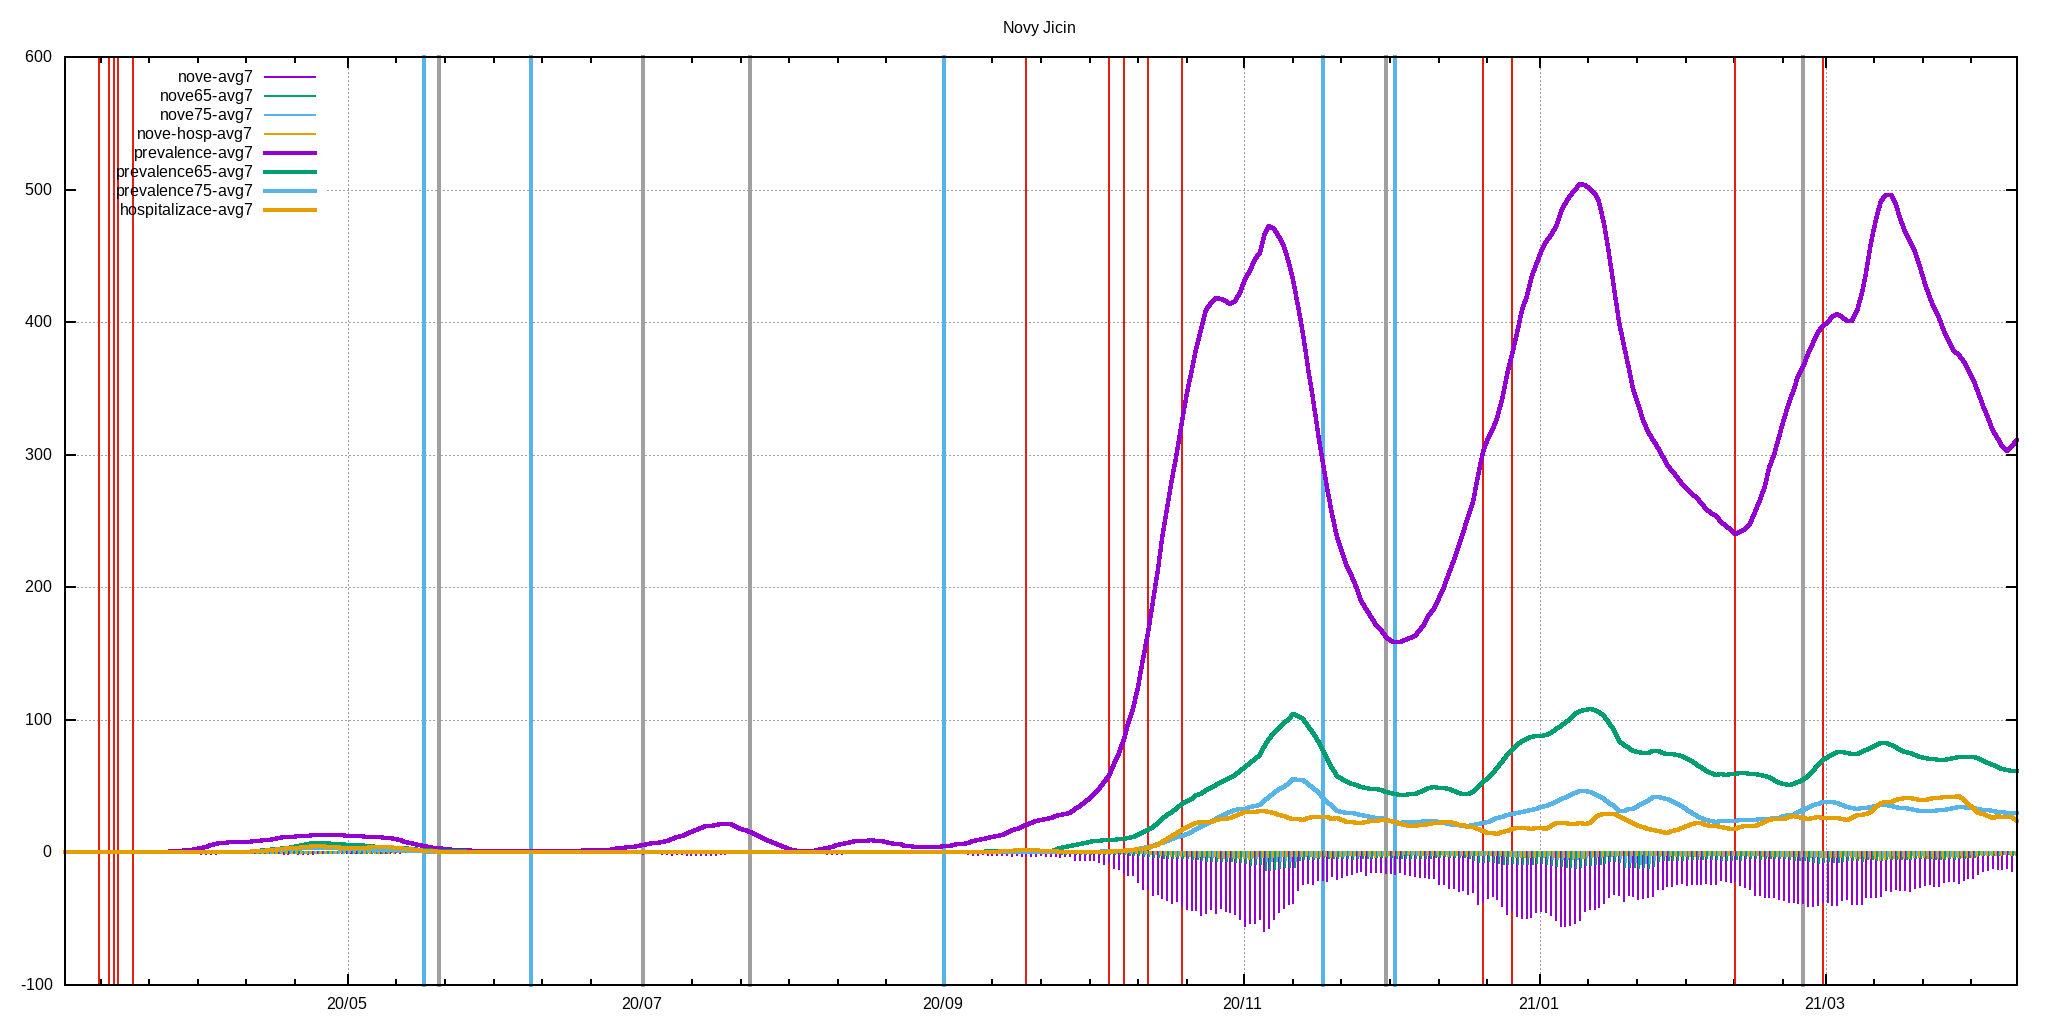 Novy Jicin
600
500
400
300
200
100
0
-100
nove-avg7
nove65-avg7
nove75-avg7
nove-hosp-avg7
prevalence-avg7
prevalence65-avg7
prevalence75-avg7
hospitalizace-avg7
20/05 20/07 20/09 20/11 21/01 21/03